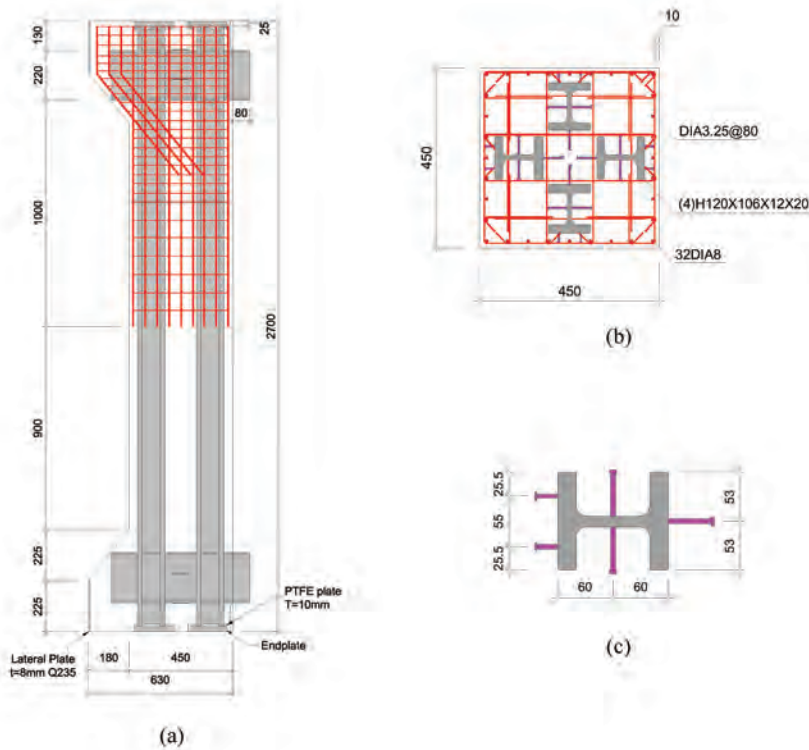 130
25
220
80
1000
2700
900
225
225
PTFE plate
T=10mm
Endplate
Lateral Plate
t=8mm Q235
180
450
630
(a)
10
450
DIA3.25@80
(4)H120X106X12X20
32DIA8
450
(b)
25.5
55
25.5
53
53
60
60
(c)